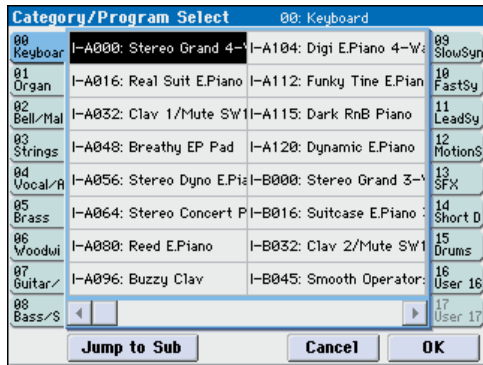 Category/Program Select 00: Keyboard
00 Keyboar
01 Organ
02 Bell/Mal
03 Strings
04 Vocal/A
05 Brass
06 Woodwi
07 Guitar/
08 Bass/S
I-A000: Stereo Grand 4-
I-A016: Real Suit E.Piano
I-A032: Clav 1/Mute SW1
I-A048: Breathy EP Pad
I-A056: Stereo Dyno E.Pia
I-A064: Stereo Concert P
I-A080: Reed E.Piano
I-A096: Buzzy Clav
I-A104: Digi E.Piano 4-Wa
I-A112: Funky Tine E.Pian
I-A115: Dark RnB Piano
I-A120: Dynamic E.Piano
I-B000: Stereo Grand 3-
I-B016: Suitcase E.Piano
I-B032: Clav 2/Mute SW1
I-B045: Smooth Operator
09 SlowSyn
10 FastSy
11 LeadSy
12 MotionS
13 SFX
14 Short D
15 Drums
16 User 16
17 User 17
Jump to Sub Cancel OK